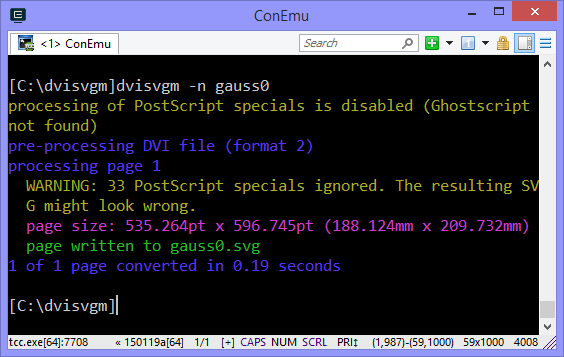 ConEmu
<1> ConEmu
Search
[C:\dvisvgm]dvisvgm -n gauss0
processing of PostScript specials is disabled (Ghostscript
not found)
pre-processing DVI file (format 2)
processing page 1
WARNING: 33 PostScript specials ignored. The resulting SV
G might look wrong.
page size: 535.264pt x 596.745pt (188.124mm x 209.732mm)
page written to gauss0.svg
1 of 1 page converted in 0.19 seconds
[C:\dvisvgm]
tcc.exe[64]:7708 « 150119a[64] 1/1 [+] CAPS NUM SCRL PRI‡ (1,987)-(59,1000) 59x1000 4008